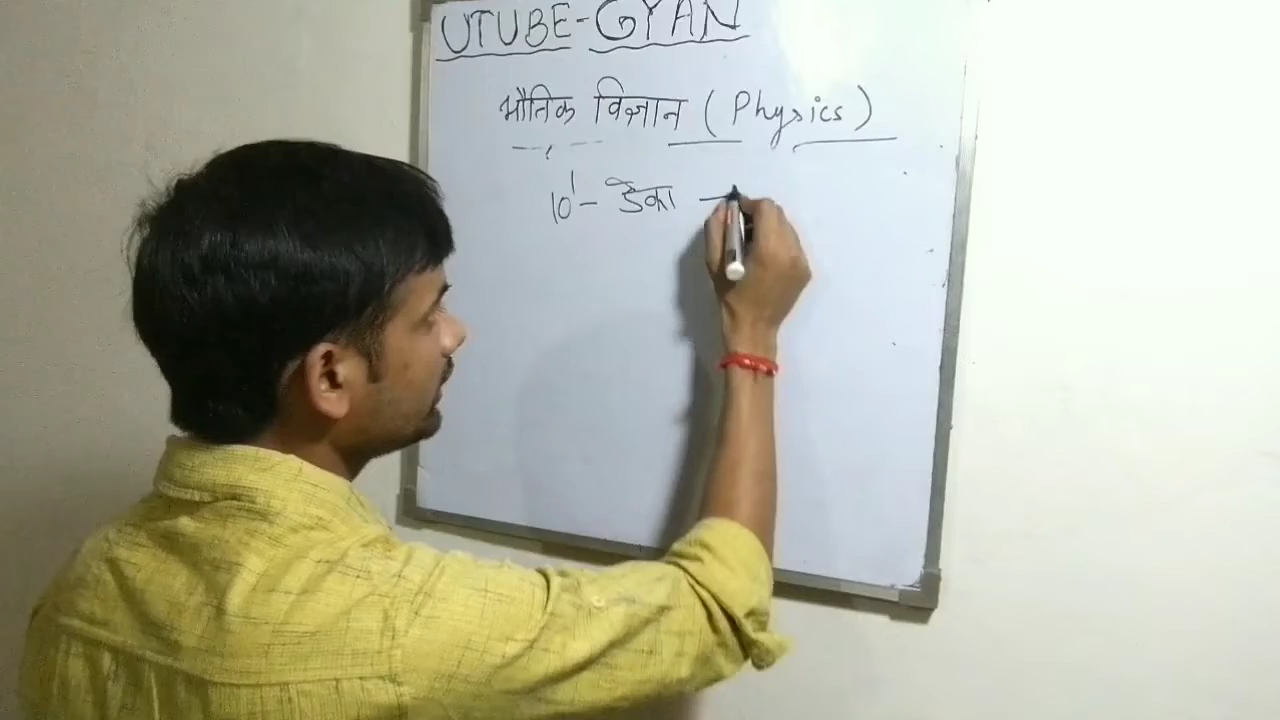 UTUBE-GYAN
भौतिक विज्ञान (Physics)
10¹ - डेका -